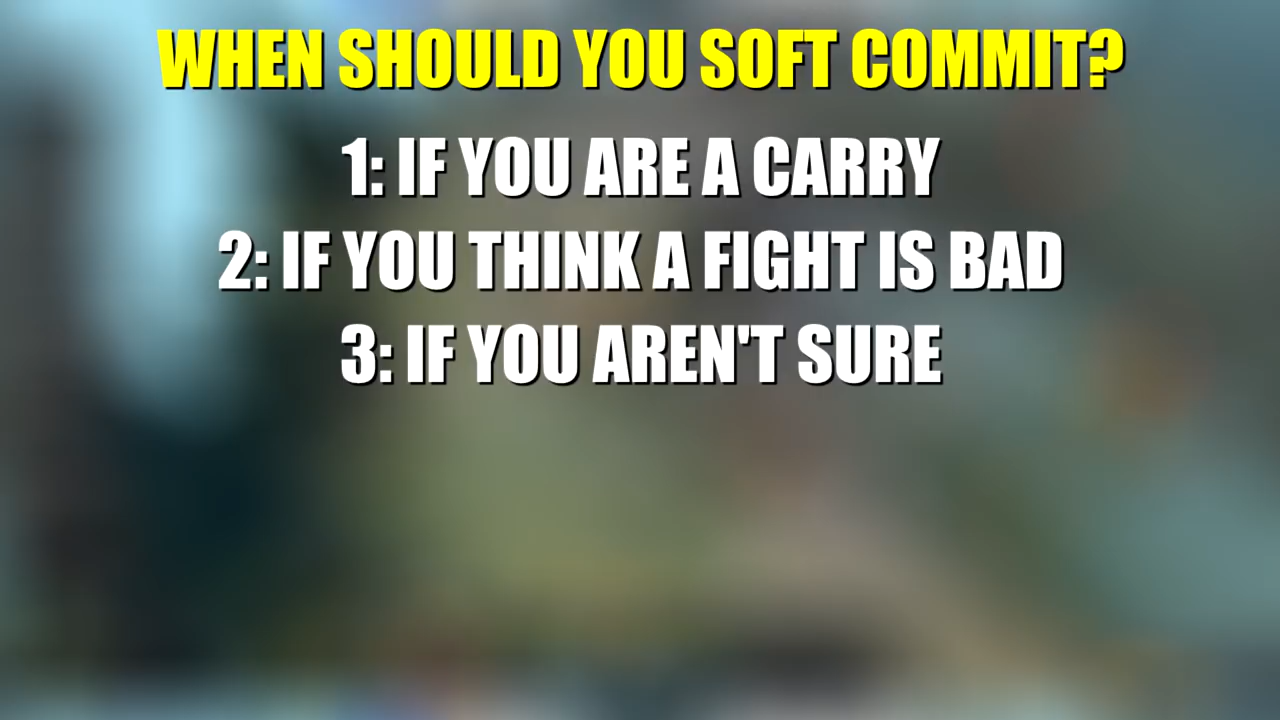 WHEN SHOULD YOU SOFT COMMIT?
1: IF YOU ARE A CARRY
2: IF YOU THINK A FIGHT IS BAD
3: IF YOU AREN'T SURE